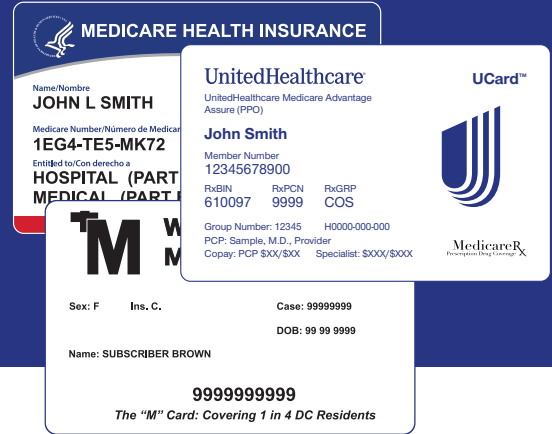 MEDICARE HEALTH INSURANCE
Name/Nombre
JOHN L SMITH
Medicare Number/Número de Medicar
1EG4-TE5-MK72
Entitled to/Con derecho a
HOSPITAL (PART
MEDICAL (PART
UnitedHealthcare
UCard™
UnitedHealthcare Medicare Advantage
Assure (PPO)
John Smith
Member Number
12345678900
RxBIN RxPCN RxGRP
610097 9999 COS
Group Number: 12345 H0000-000-000
PCP: Sample, M.D., Provider
Copay: PCP $XX/$XX Specialist: $XXX/$XXX
MedicareRx
Prescription Drug Coverage X
M
Sex: F Ins. C. Case: 99999999
DOB: 99 99 9999
Name: SUBSCRIBER BROWN
9999999999
The “M” Card: Covering 1 in 4 DC Residents